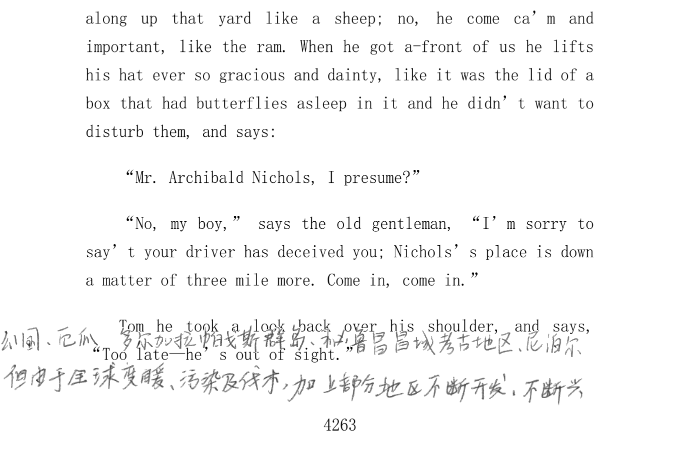 along up that yard like a sheep; no, he come ca’m and
important, like the ram. When he got a-front of us he lifts
his hat ever so gracious and dainty, like it was the lid of a
box that had butterflies asleep in it and he didn’t want to
disturb them, and says:
“Mr. Archibald Nichols, I presume?”
“No, my boy,” says the old gentleman, “I’m sorry to
say’t your driver has deceived you; Nichols’s place is down
a matter of three mile more. Come in, come in.”
Tom he took a look back over his shoulder, and says,
、厄瓜多尔加拉帕戈斯群岛、秘鲁昌昌城考古地区、尼泊尔
“Too late—he’s out of sight.”
但由于全球变暖、污染及伐木，加上部分地区不断开发，不断兴
4263